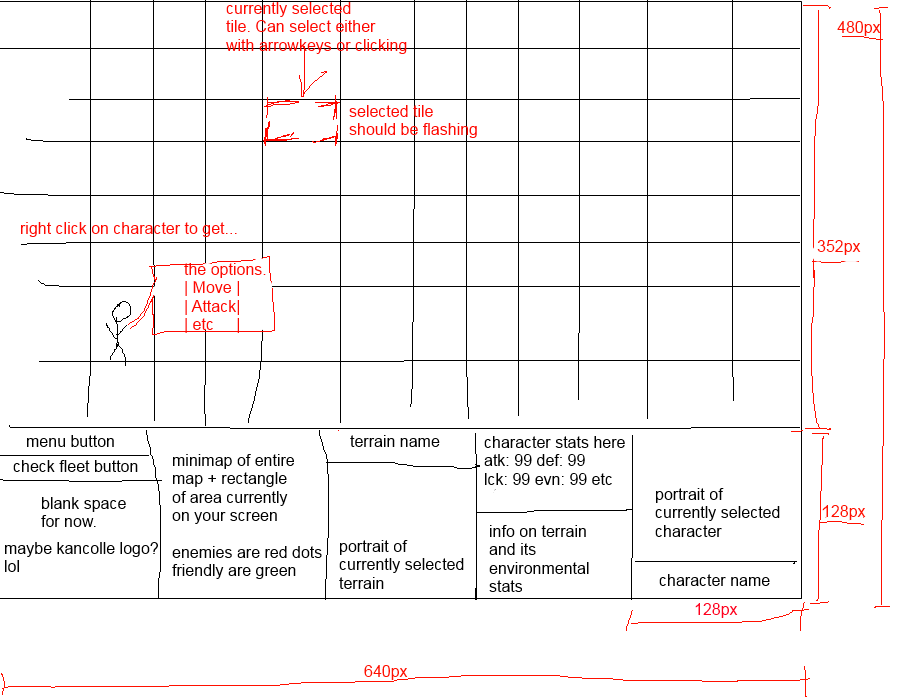 currently selected
tile. Can select either
with arrowkeys or clicking
480px
selected tile
should be flashing
right click on character to get...
352px
the options.
| Move |
| Attack|
| etc |
menu button
check fleet button
blank space
for now.
maybe kancolle logo?
lol
minimap of entire
map + rectangle
of area currently
on your screen
enemies are red dots
friendly are green
terrain name
portrait of
currently selected
terrain
character stats here
atk: 99 def: 99
lck: 99 evn: 99 etc
info on terrain
and its
environmental
stats
portrait of
currently selected
character
character name
128px
128px
640px